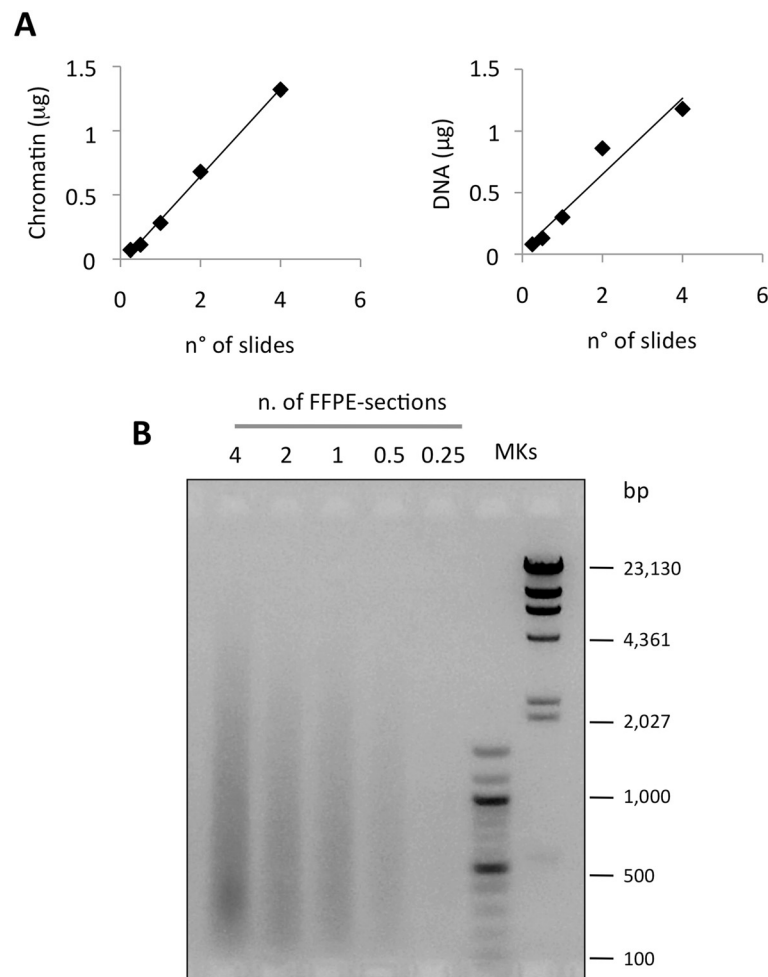 A
Chromatin (µg)
1.5
1
0.5
0
0 2 4 6
n° of slides
DNA (µg)
1.5
1
0.5
0
0 2 4 6
n° of slides
B
n. of FFPE-sections
4 2 1 0.5 0.25 MKs
bp
23,130
4,361
2,027
1,000
500
100